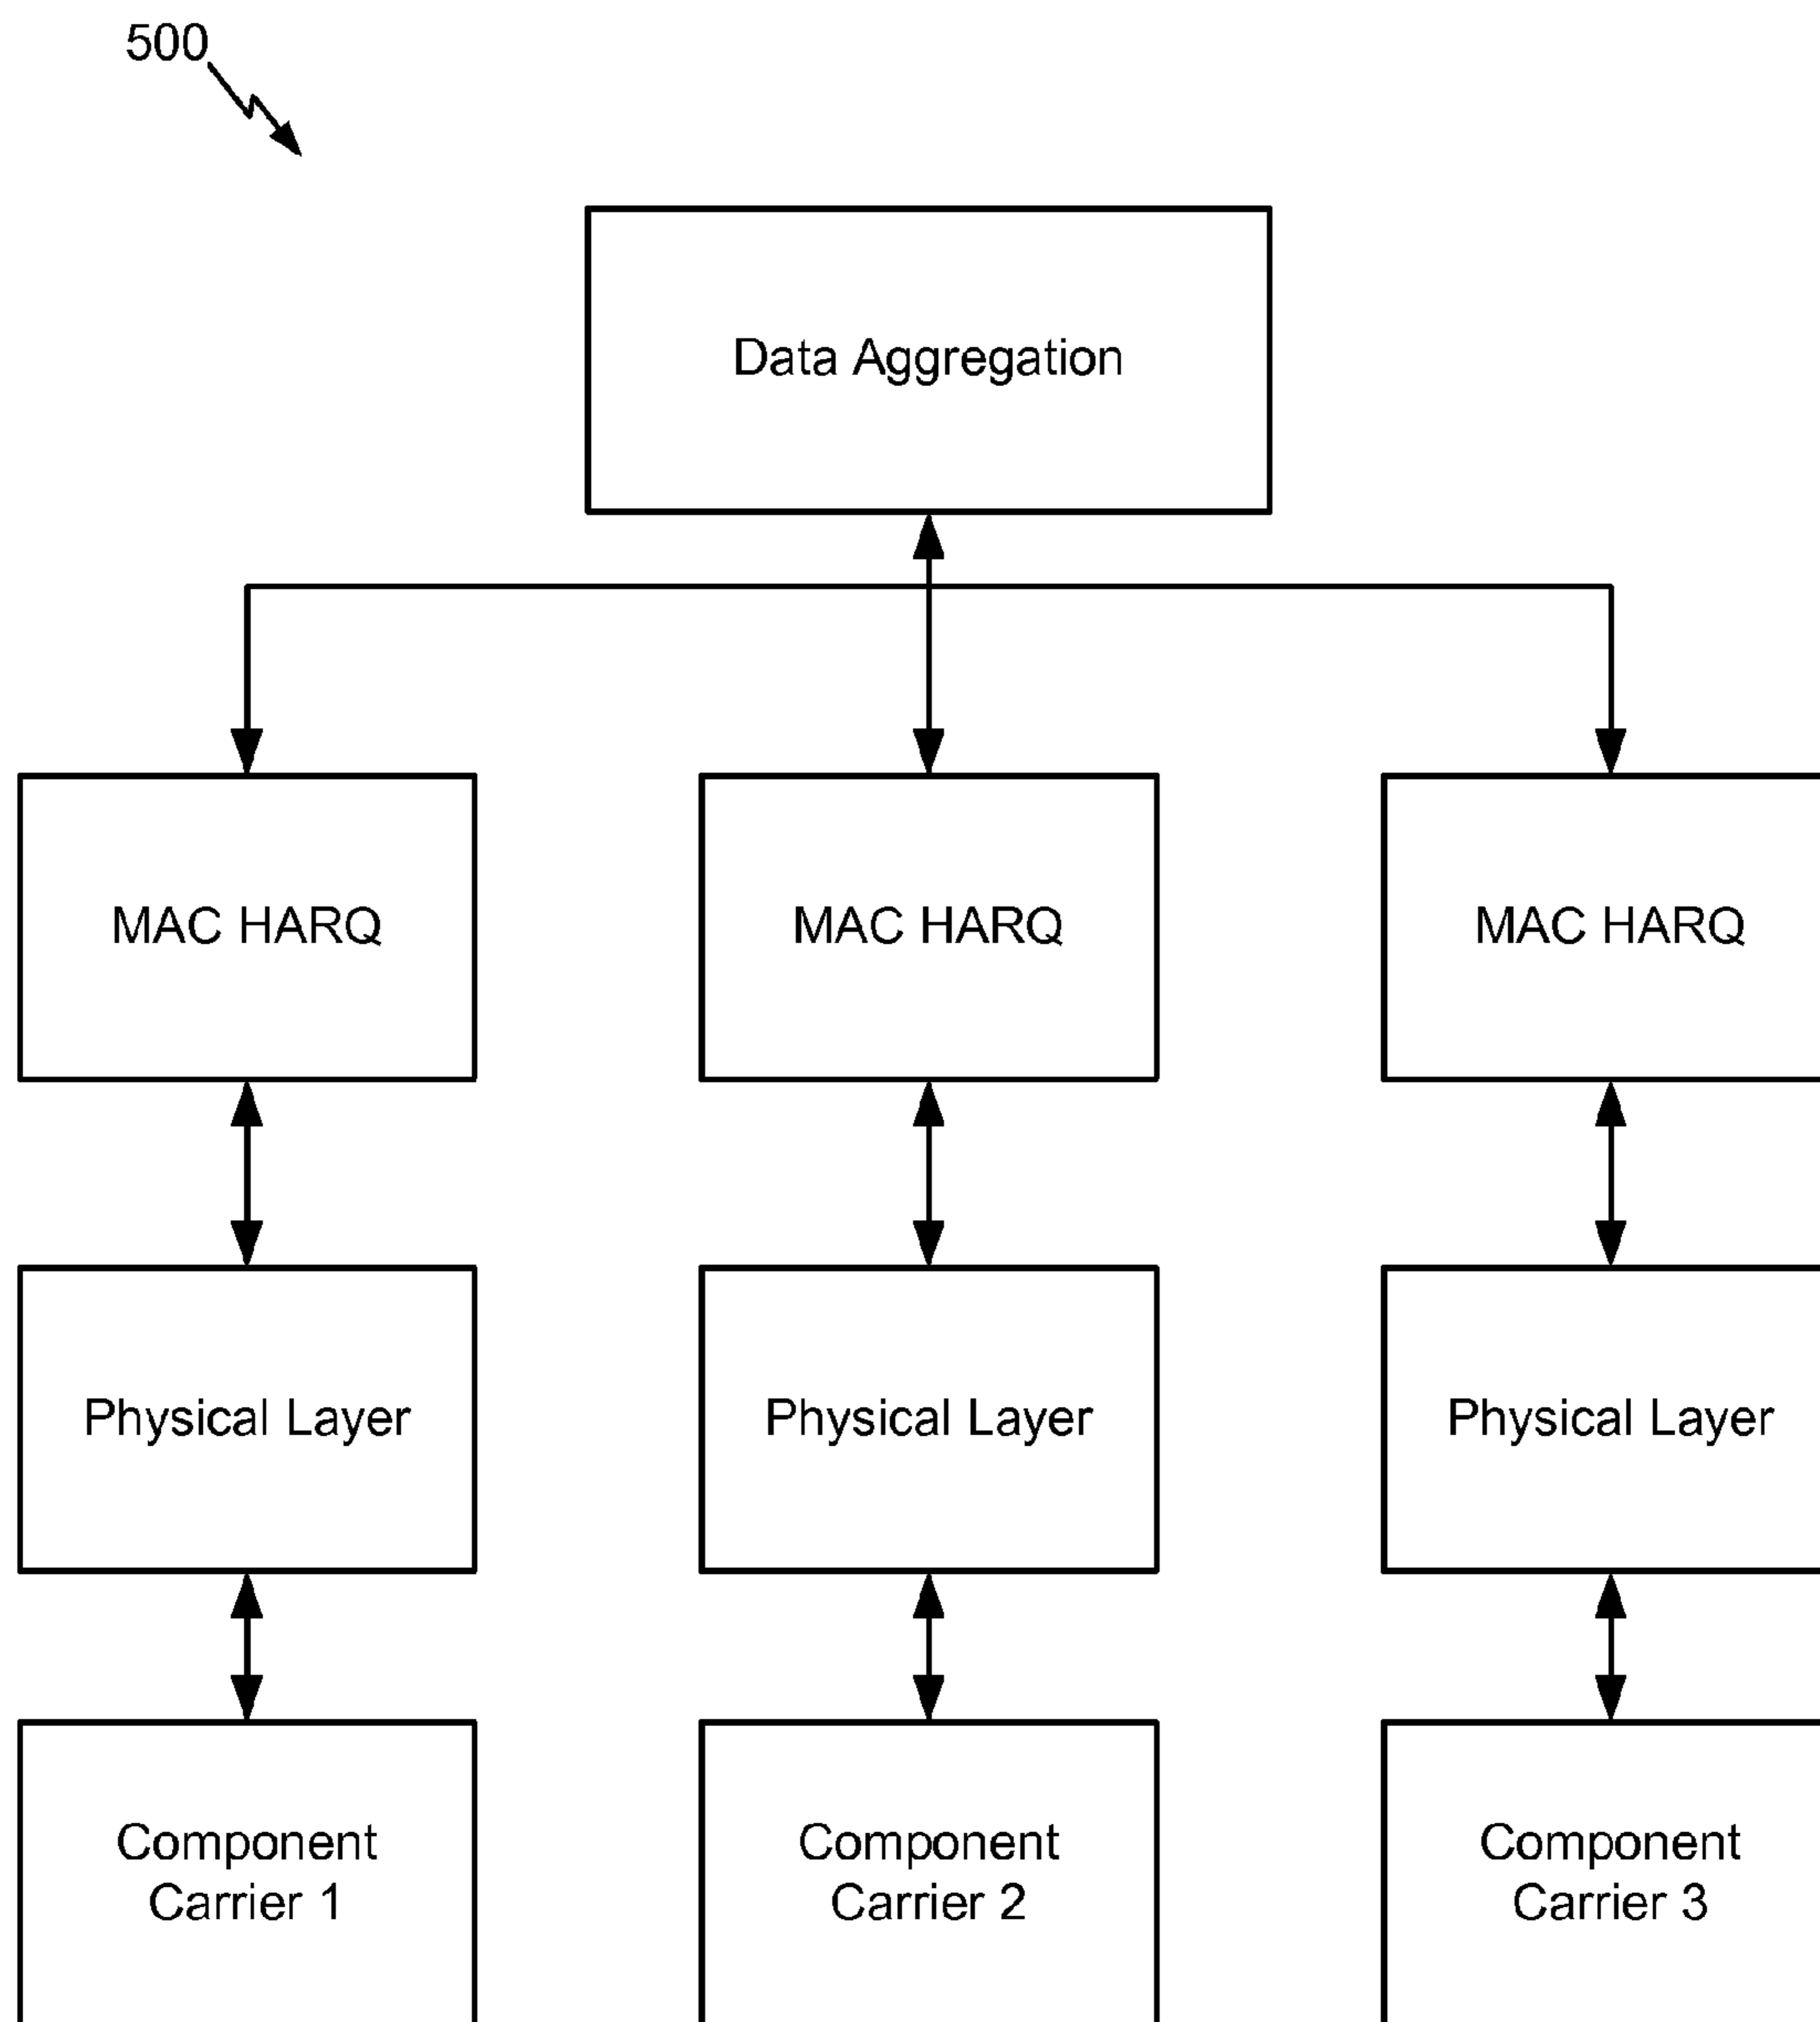 500
Data Aggregation
MAC HARQ
MAC HARQ
MAC HARQ
Physical Layer
Physical Layer
Physical Layer
Component
Carrier 1
Component
Carrier 2
Component
Carrier 3